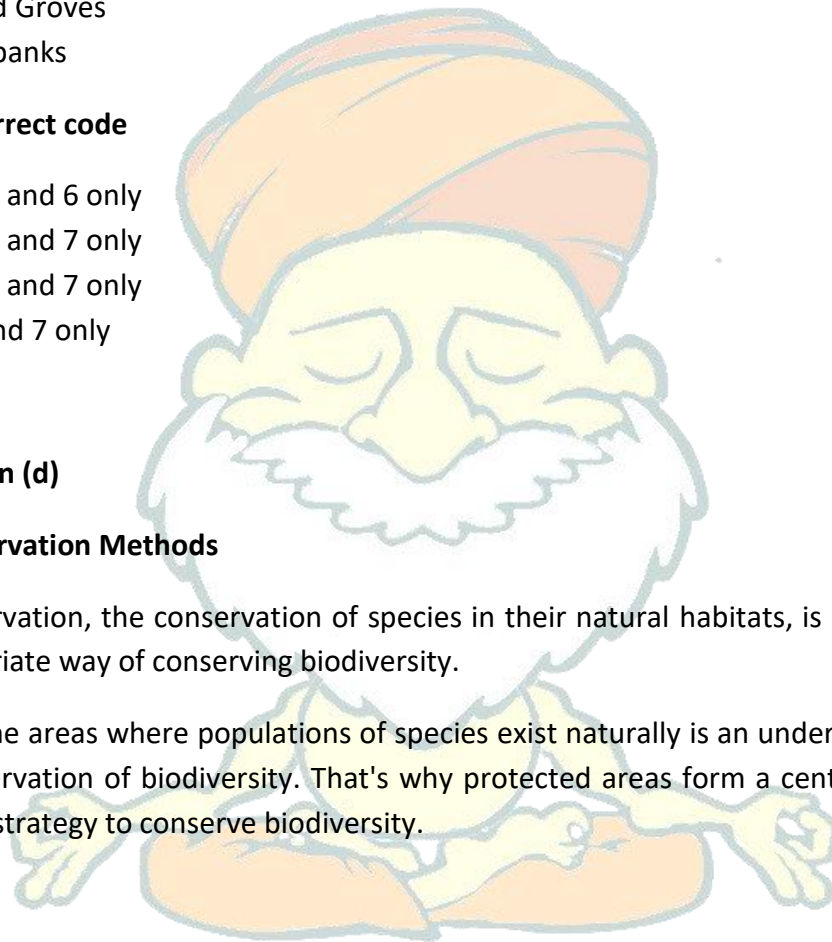 d Groves
banks
rrect code
and 6 only
and 7 only
and 7 only
nd 7 only
n (d)
rvation Methods
rvation, the conservation of species in their natural habitats, is
riate way of conserving biodiversity.
ne areas where populations of species exist naturally is an under
ervation of biodiversity. That's why protected areas form a cent
strategy to conserve biodiversity.